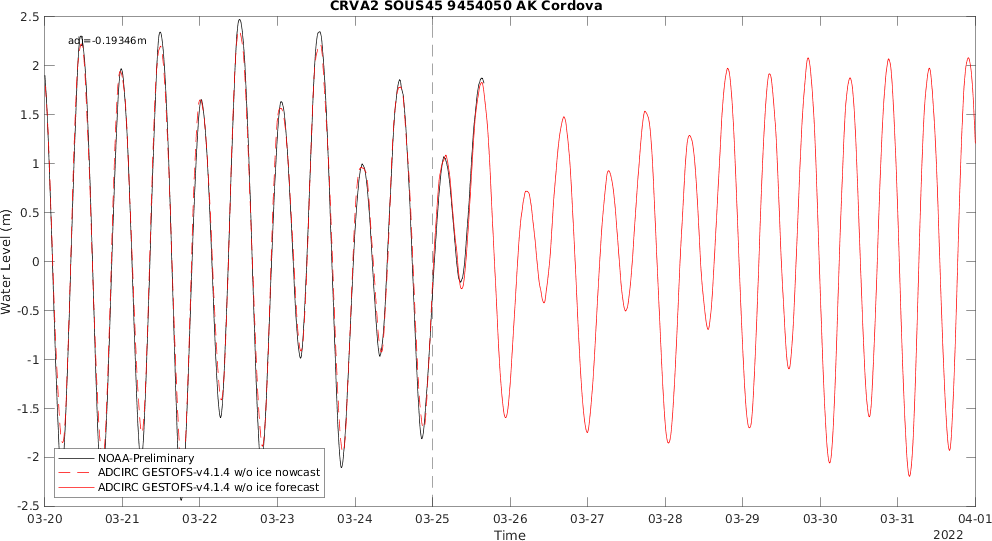 CRVA2 SOUS45 9454050 AK Cordova
adj=-0.19346m
2.5
2
1.5
1
0.5
0
-0.5
-1
-1.5
-2
-2.5
Water Level (m)
NOAA-Preliminary
ADCIRC GESTOFS-v4.1.4 w/o ice nowcast
ADCIRC GESTOFS-v4.1.4 w/o ice forecast
03-20 03-21 03-22 03-23 03-24 03-25 03-26 03-27 03-28 03-29 03-30 03-31 04-01
Time
2022